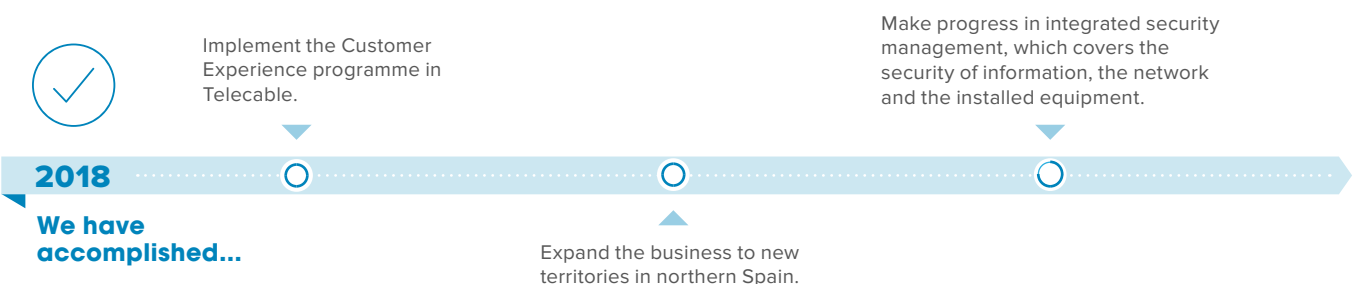 Implement the Customer
Experience programme in
Telecable.
Make progress in integrated security
management, which covers the
security of information, the network
and the installed equipment.
2018
We have
accomplished...
Expand the business to new
territories in northern Spain.